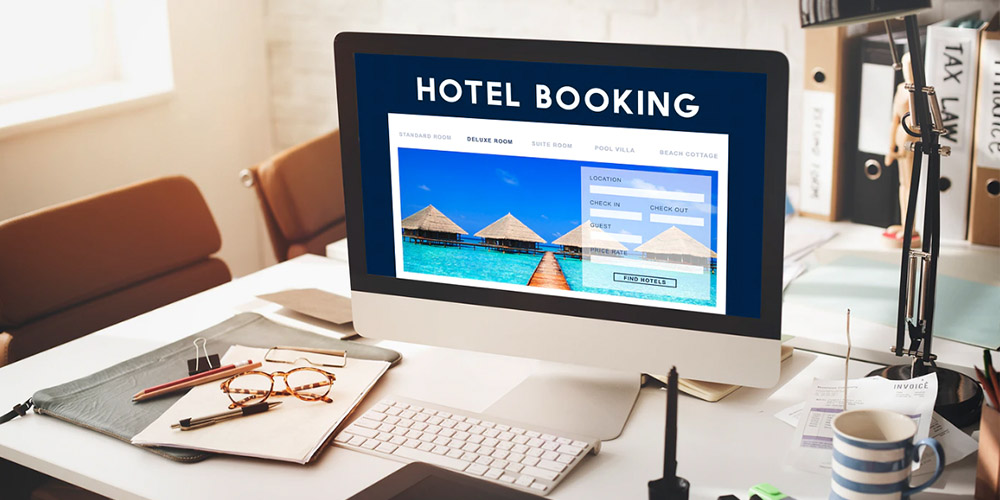 HOTEL BOOKING
STANDARD ROOM DELUXE ROOM SUITE ROOM POOL VILLA BEACH COTTAGE
LOCATION
CHECK IN CHECK OUT
GUEST
PRICE RATE
FIND HOTELS
TAX LAW
INVOICE